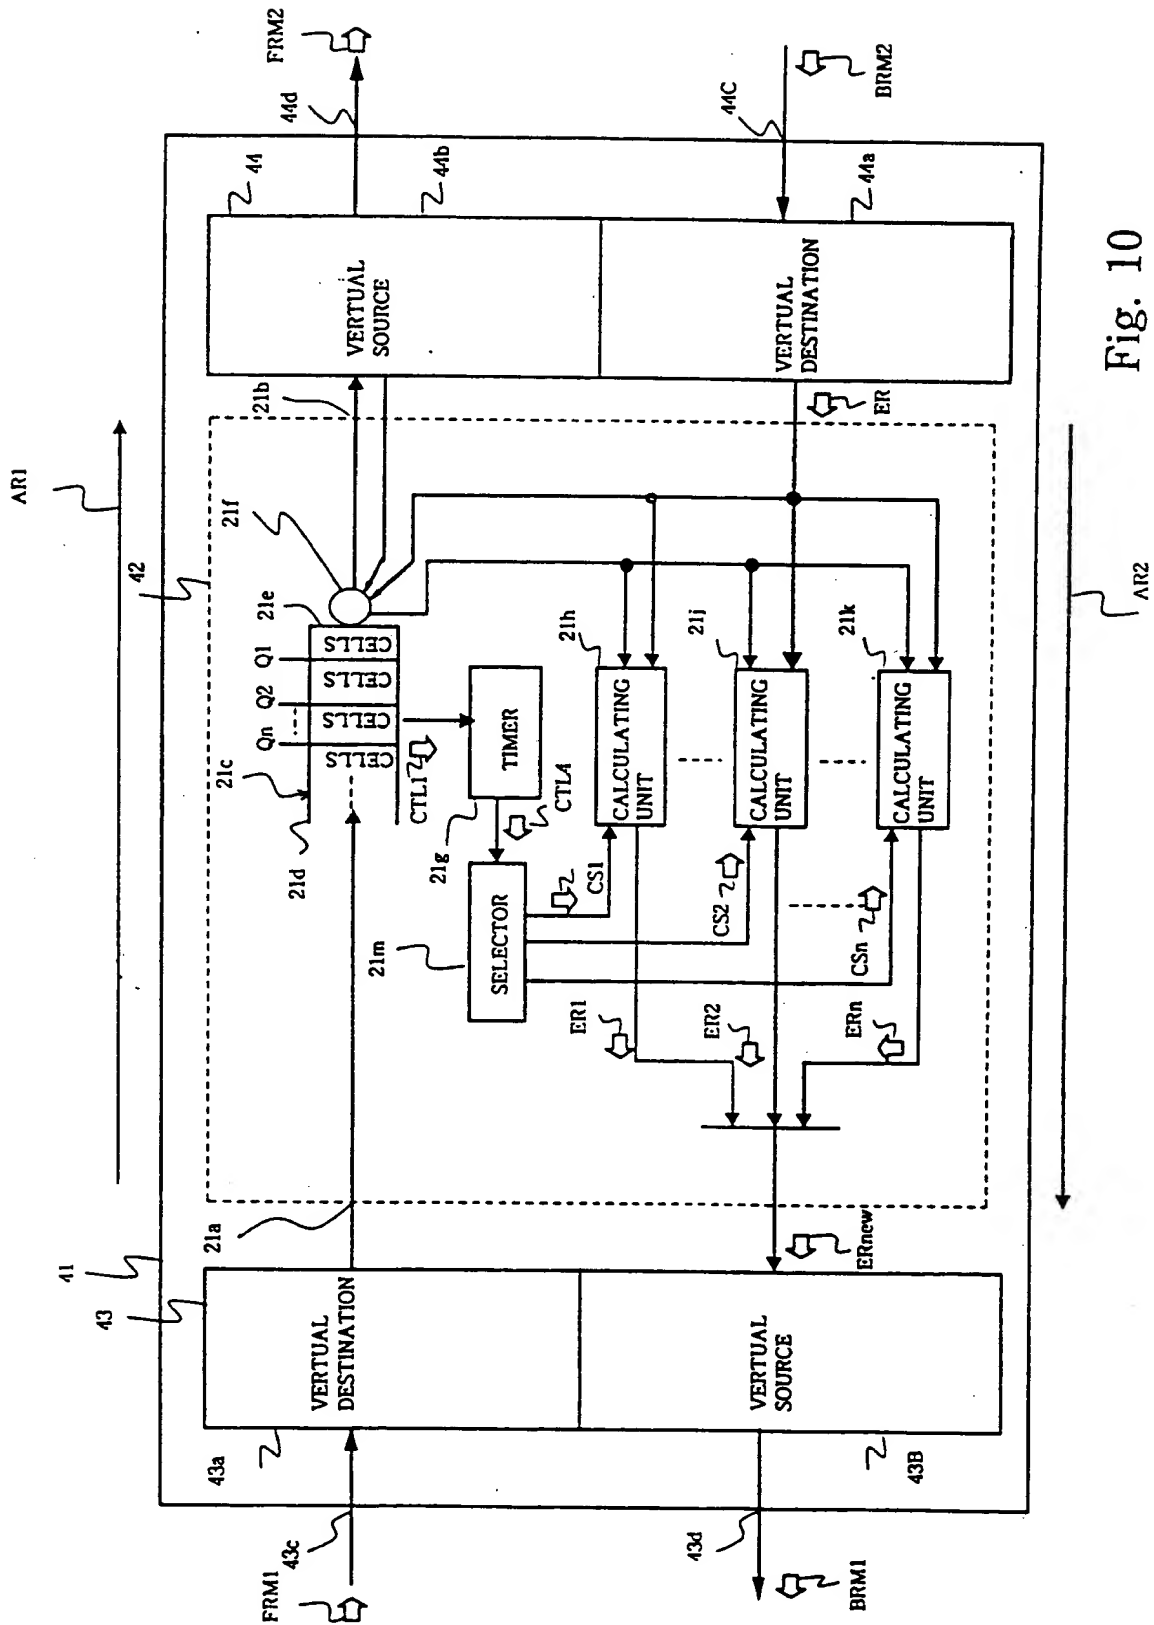 AR1
FRM2
44d
44
44b
VERTUAL
SOURCE
44C
BRM2
44a
VERTUAL
DESTINATION
ER
21b
42
21f
21e
Q1
Q2
Qn
21c
21d
CELLS
CELLS
CELLS
CELLS
CTL1
TIMER
21g
CTL4
21m
SELECTOR
21h
CALCULATING
UNIT
21j
CALCULATING
UNIT
21k
CALCULATING
UNIT
CS1
CS2
CSn
ER1
ER2
ERn
21a
ERnew
41
43
VERTUAL
DESTINATION
VERTUAL
SOURCE
43a
43B
43c
FRM1
43d
BRM1
AR2
Fig. 10